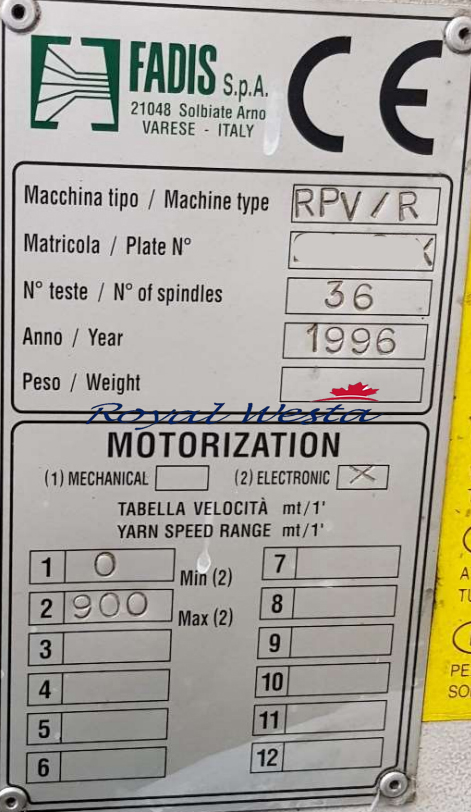 FADIS S.p.A.
21048 Solbiate Arno
VARESE - ITALY
CE
Macchina tipo / Machine type RPV/R
Matricola / Plate N°
N° teste / N° of spindles 36
Anno / Year 1996
Peso / Weight
Royal Westa
MOTORIZATION
(1) MECHANICAL (2) ELECTRONIC X
TABELLA VELOCITÀ mt/1'
YARN SPEED RANGE mt/1'
1 0 Min (2) 7
2 900 Max (2) 8
3 9
4 10
5 11
6 12
A
TU
PE
SO